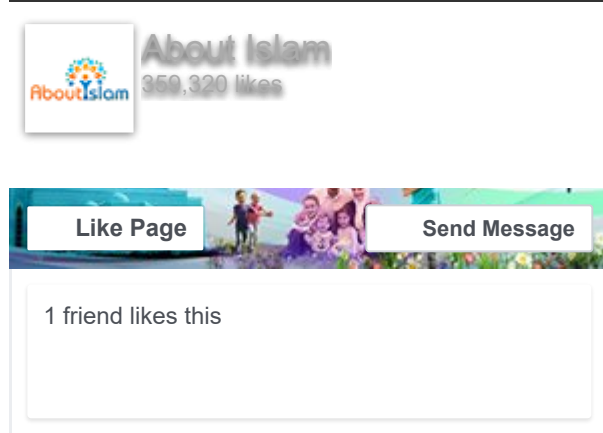 About Islam
359,320 likes
AboutIslam
Like Page
Send Message
1 friend likes this